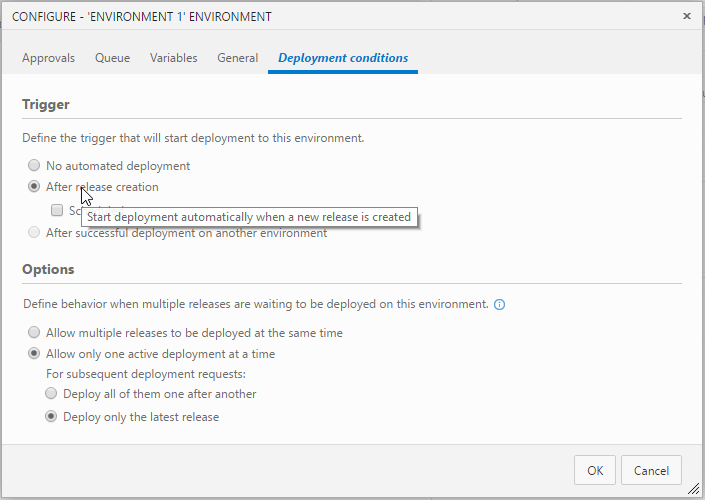 CONFIGURE - 'ENVIRONMENT 1' ENVIRONMENT
Approvals Queue Variables General Deployment conditions
Trigger
Define the trigger that will start deployment to this environment.
No automated deployment
After release creation
Start deployment automatically when a new release is created
After successful deployment on another environment
Options
Define behavior when multiple releases are waiting to be deployed on this environment.
Allow multiple releases to be deployed at the same time
Allow only one active deployment at a time
For subsequent deployment requests:
Deploy all of them one after another
Deploy only the latest release
OK Cancel